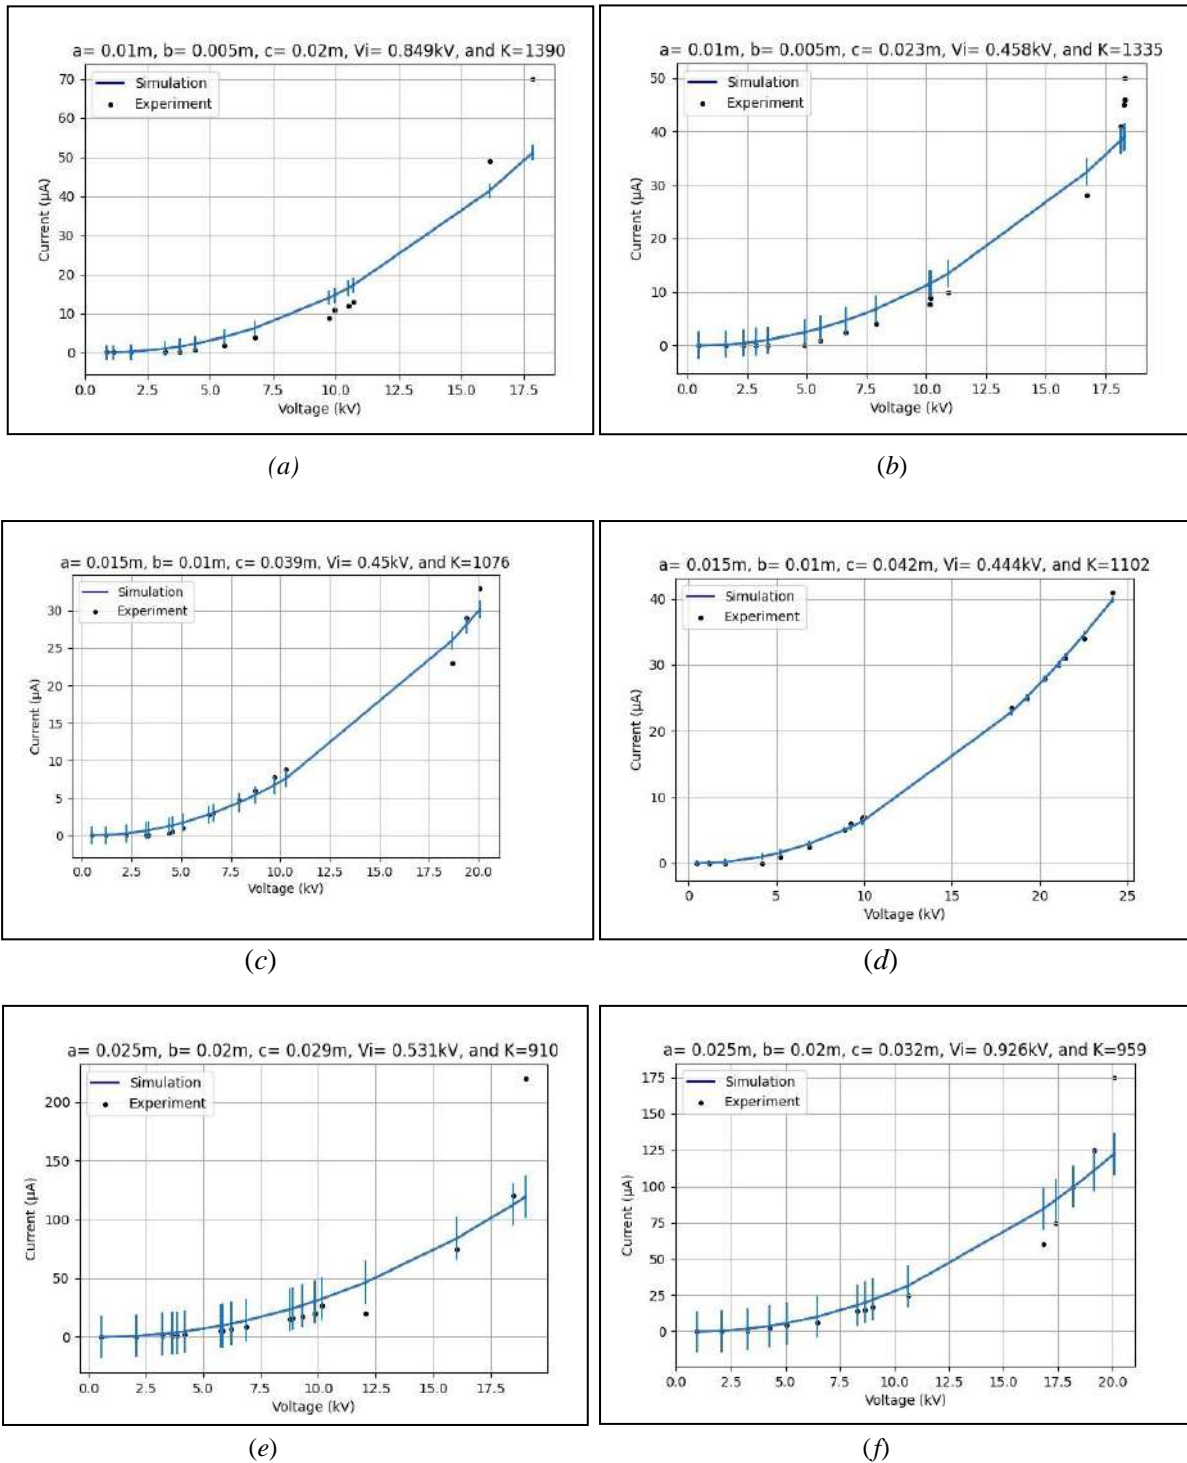 a= 0.01m, b= 0.005m, c= 0.02m, Vi= 0.849kV, and K=1390
Simulation
Experiment
70
60
50
40
30
20
10
0
Current (μA)
0.0 2.5 5.0 7.5 10.0 12.5 15.0 17.5
Voltage (kV)
(a)
a= 0.01m, b= 0.005m, c= 0.023m, Vi= 0.458kV, and K=1335
Simulation
Experiment
50
40
30
20
10
0
Current (μA)
0.0 2.5 5.0 7.5 10.0 12.5 15.0 17.5
Voltage (kV)
(b)
a= 0.015m, b= 0.01m, c= 0.039m, Vi= 0.45kV, and K=1076
Simulation
Experiment
30
25
20
15
10
5
0
Current (μA)
0.0 2.5 5.0 7.5 10.0 12.5 15.0 17.5 20.0
Voltage (kV)
(c)
a= 0.015m, b= 0.01m, c= 0.042m, Vi= 0.444kV, and K=1102
Simulation
Experiment
40
30
20
10
0
Current (μA)
0 5 10 15 20 25
Voltage (kV)
(d)
a= 0.025m, b= 0.02m, c= 0.029m, Vi= 0.531kV, and K=910
Simulation
Experiment
200
150
100
50
0
Current (μA)
0.0 2.5 5.0 7.5 10.0 12.5 15.0 17.5
Voltage (kV)
(e)
a= 0.025m, b= 0.02m, c= 0.032m, Vi= 0.926kV, and K=959
Simulation
Experiment
175
150
125
100
75
50
25
0
Current (μA)
0.0 2.5 5.0 7.5 10.0 12.5 15.0 17.5 20.0
Voltage (kV)
(f)